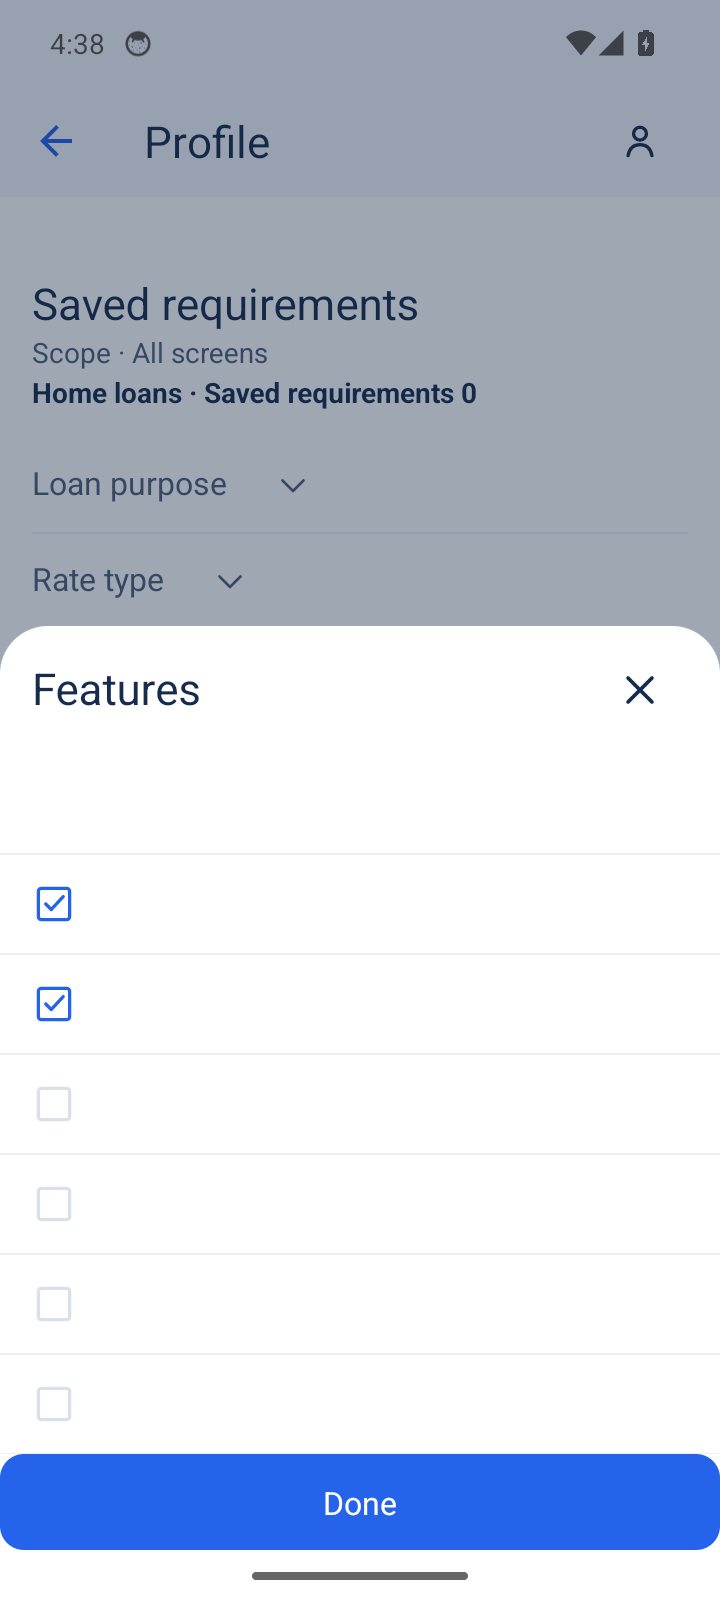 4:38
Profile
Saved requirements
Scope · All screens
Home loans · Saved requirements 0
Loan purpose
Rate type
Features
Done